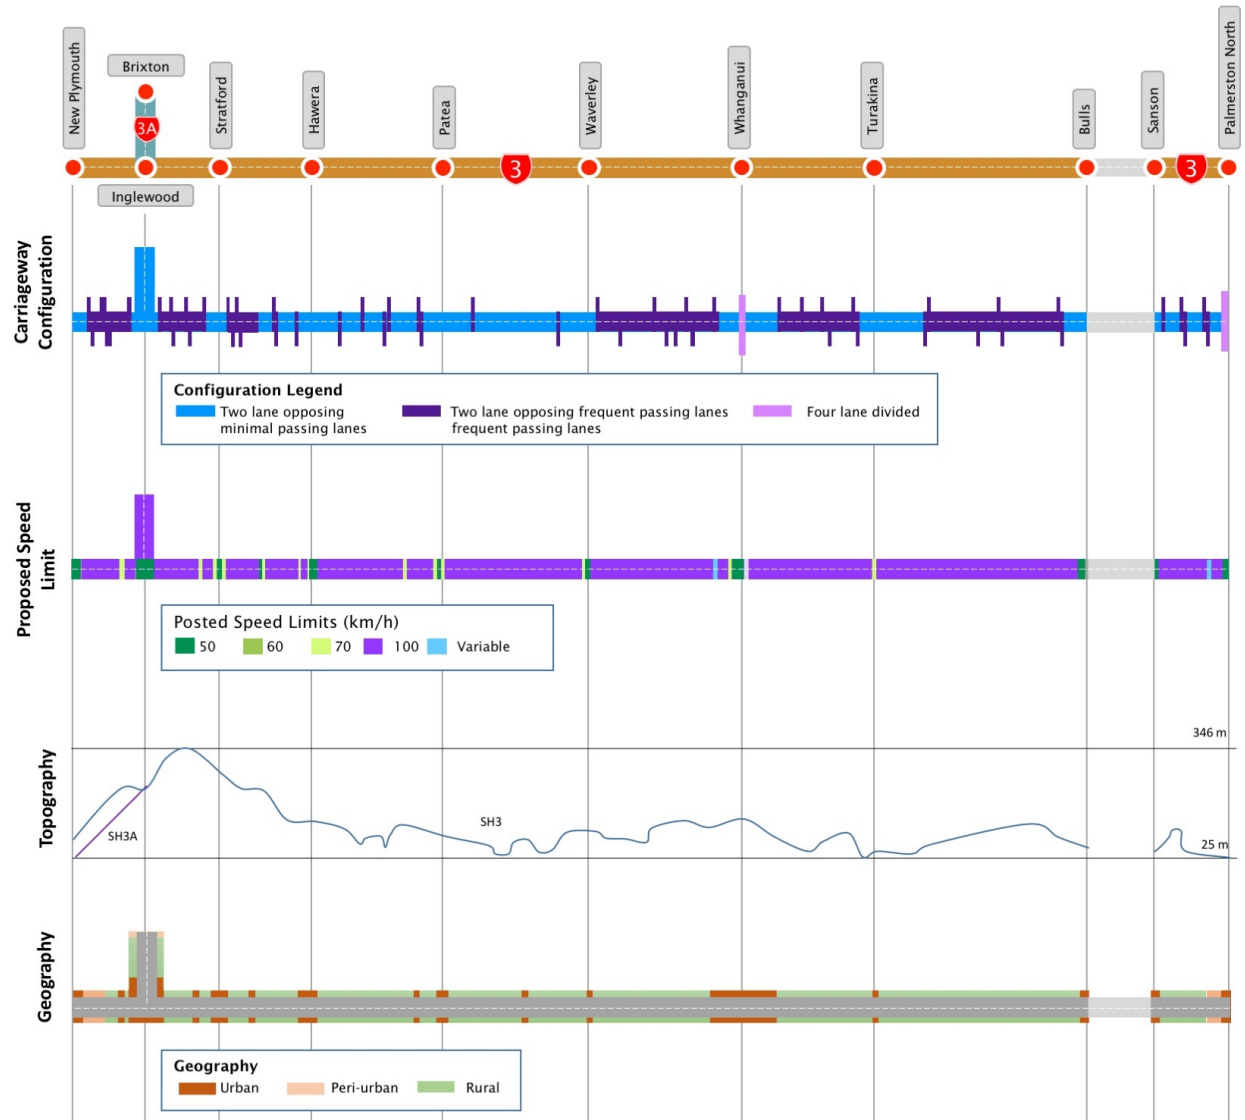 New Plymouth
Brixton
Stratford
Hawera
Patea
Waverley
Whanganui
Turakina
Bulls
Sanson
Palmerston North
3A
3
3
Inglewood
Carriageway
Configuration
Configuration Legend
Two lane opposing
minimal passing lanes
Two lane opposing frequent passing lanes
frequent passing lanes
Four lane divided
Proposed Speed
Limit
Posted Speed Limits (km/h)
50
60
70
100
Variable
Topography
346 m
SH3A
SH3
25 m
Geography
Geography
Urban
Peri-urban
Rural